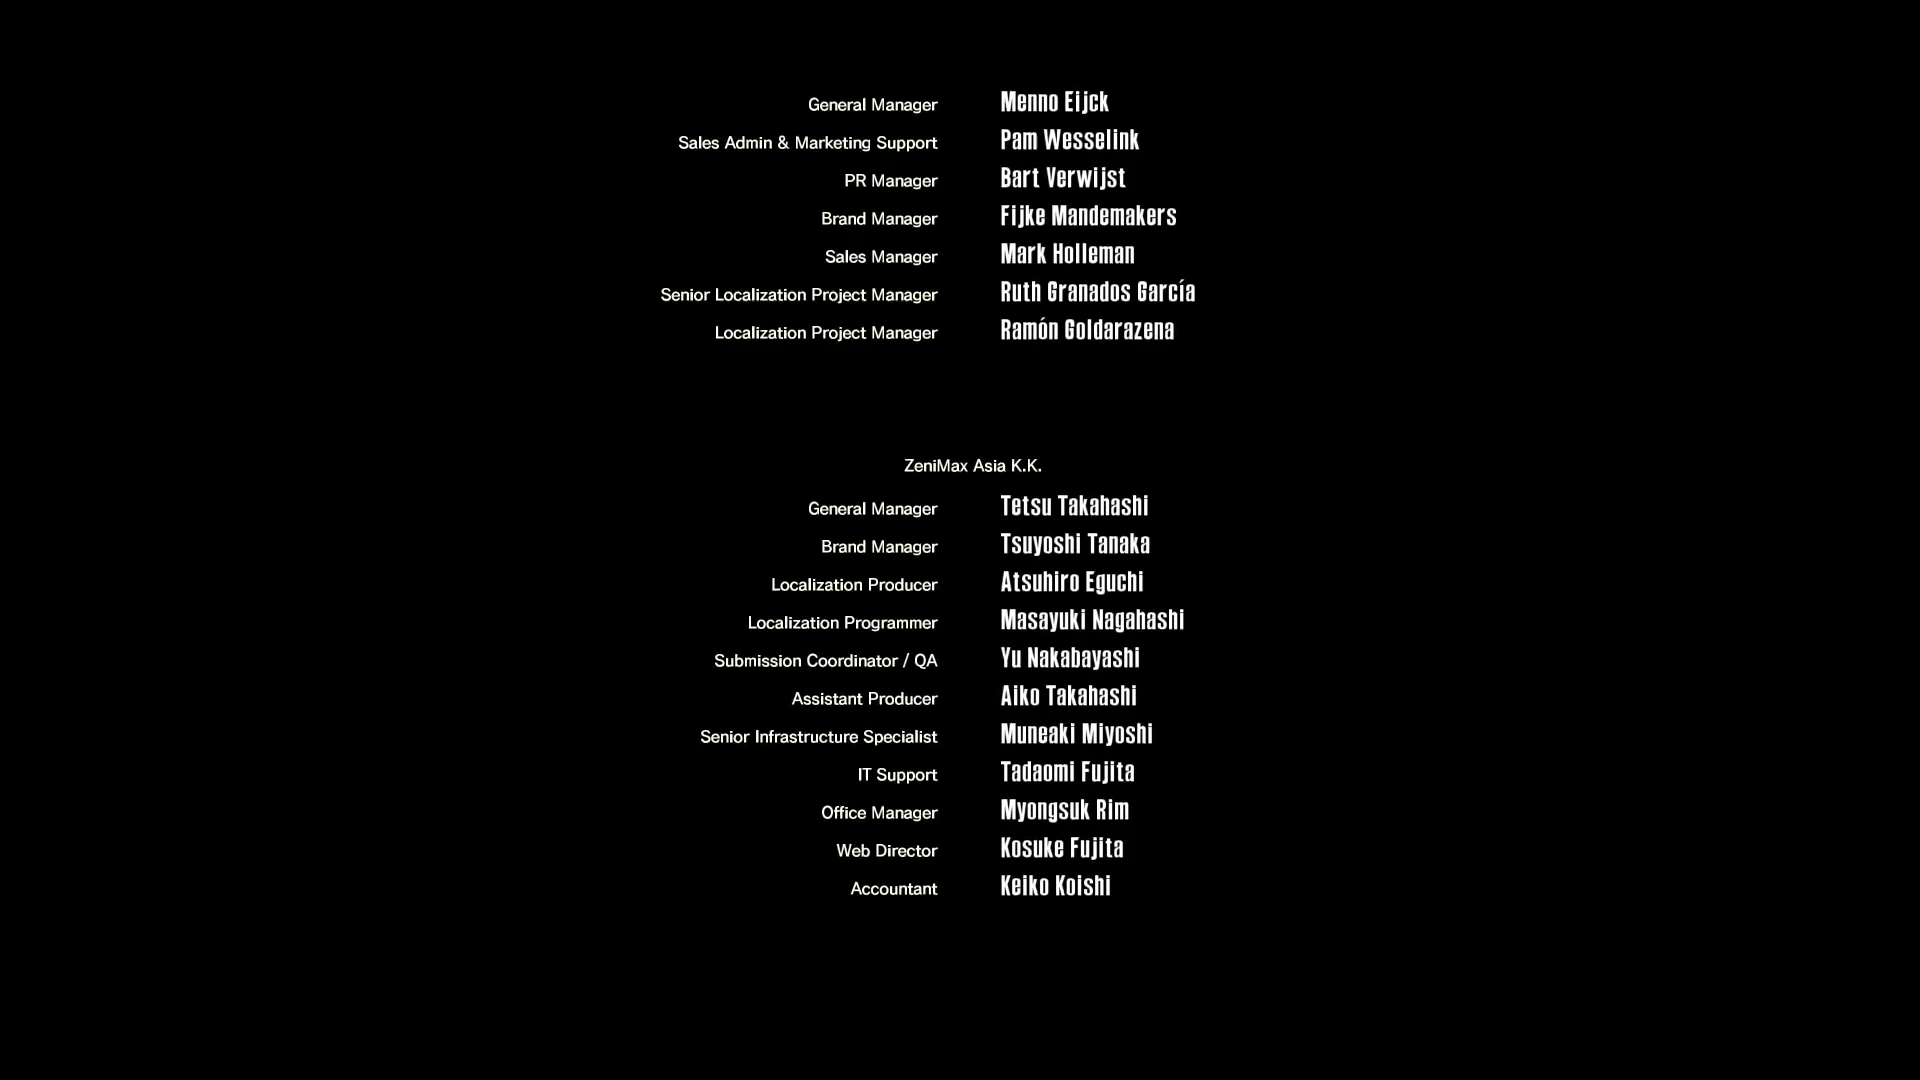 General Manager Menno Eijck
Sales Admin & Marketing Support Pam Wesselink
PR Manager Bart Verwijst
Brand Manager Fijke Mandemakers
Sales Manager Mark Holleman
Senior Localization Project Manager Ruth Granados García
Localization Project Manager Ramón Goldarazena
ZeniMax Asia K.K.
General Manager Tetsu Takahashi
Brand Manager Tsuyoshi Tanaka
Localization Producer Atsuhiro Eguchi
Localization Programmer Masayuki Nagahashi
Submission Coordinator / QA Yu Nakabayashi
Assistant Producer Aiko Takahashi
Senior Infrastructure Specialist Muneaki Miyoshi
IT Support Tadaomi Fujita
Office Manager Myongsuk Rim
Web Director Kosuke Fujita
Accountant Keiko Koishi